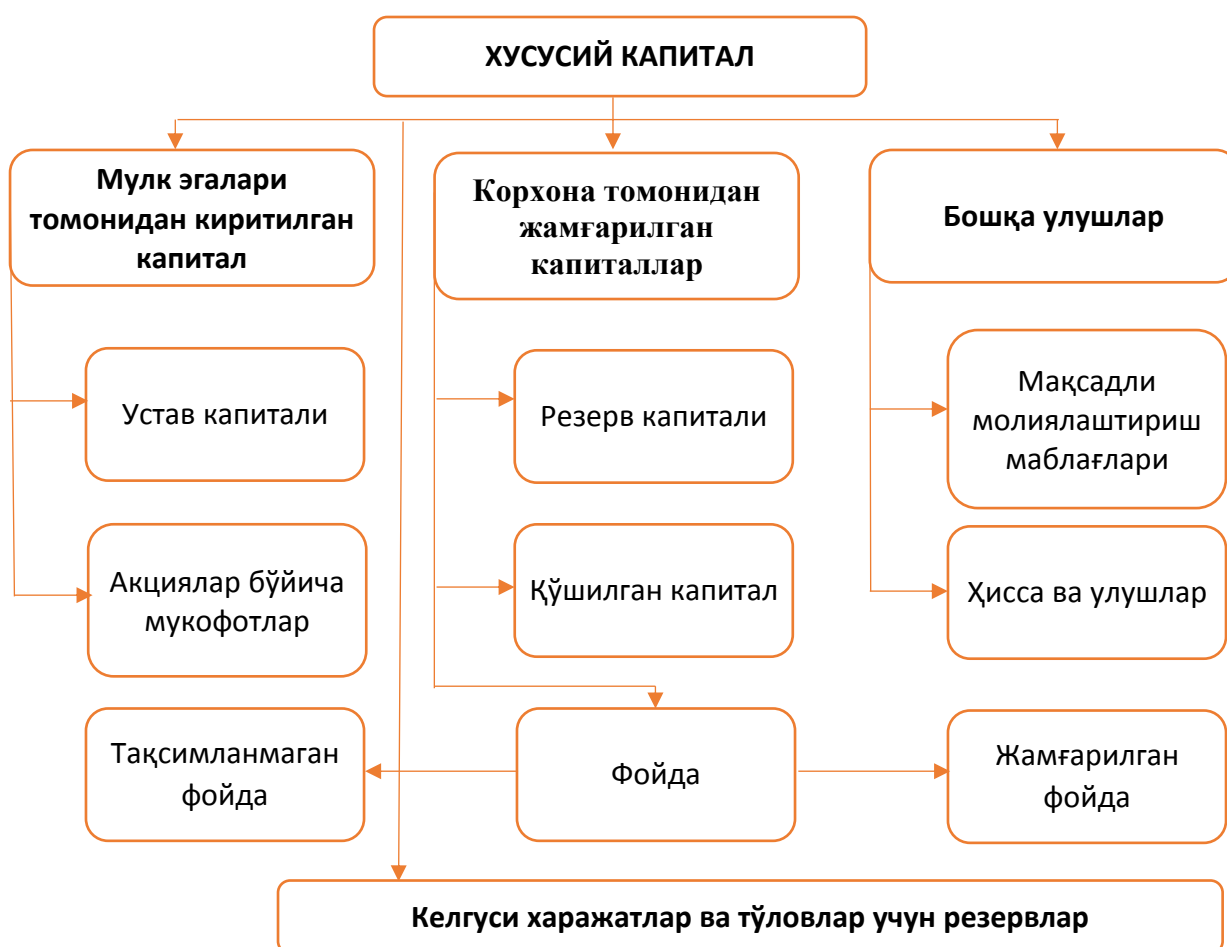 ХУСУСИЙ КАПИТАЛ
Мулк эгалари
томонидан киритилган
капитал
Корхона томонидан
жамғарилган
капиталлар
Бошқа улушлар
Устав капитали
Резерв капитали
Мақсадли
молиялаштириш
маблағлари
Акциялар бўйича
мукофотлар
Қўшилган капитал
Ҳисса ва улушлар
Тақсимланмаган
фойда
Фойда
Жамғарилган
фойда
Келгуси харажатлар ва тўловлар учун резервлар